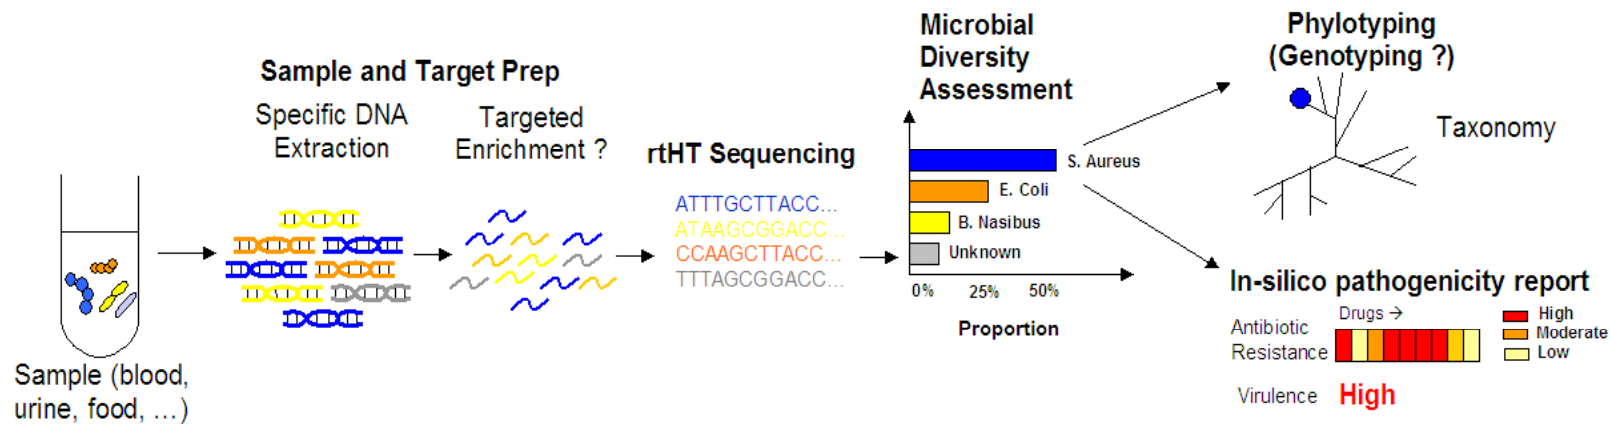 Sample (blood,
urine, food, …)
Sample and Target Prep
Specific DNA
Extraction
Targeted
Enrichment ?
rtHT Sequencing
ATTTGCTTACC...
ATAAGCGGACC...
CCAAGCTTACC...
TTTAGCGGACC...
Microbial
Diversity
Assessment
S. Aureus
E. Coli
B. Nasibus
Unknown
0% 25% 50%
Proportion
Phylotyping
(Genotyping ?)
Taxonomy
In-silico pathogenicity report
Drugs →
Antibiotic
Resistance
High
Moderate
Low
Virulence High